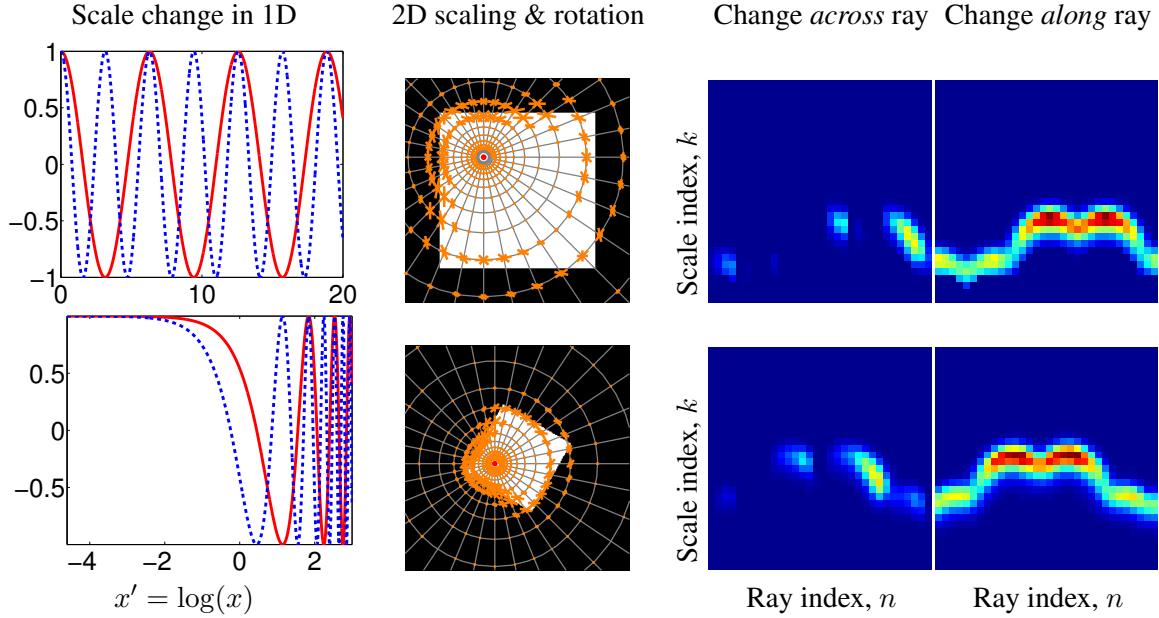 Scale change in 1D
2D scaling & rotation
Change across ray
Change along ray
1
0.5
0
−0.5
−1
0 10 20
Scale index, k
0.5
0
−0.5
−4 −2 0 2
x′ = log(x)
Scale index, k
Ray index, n
Ray index, n